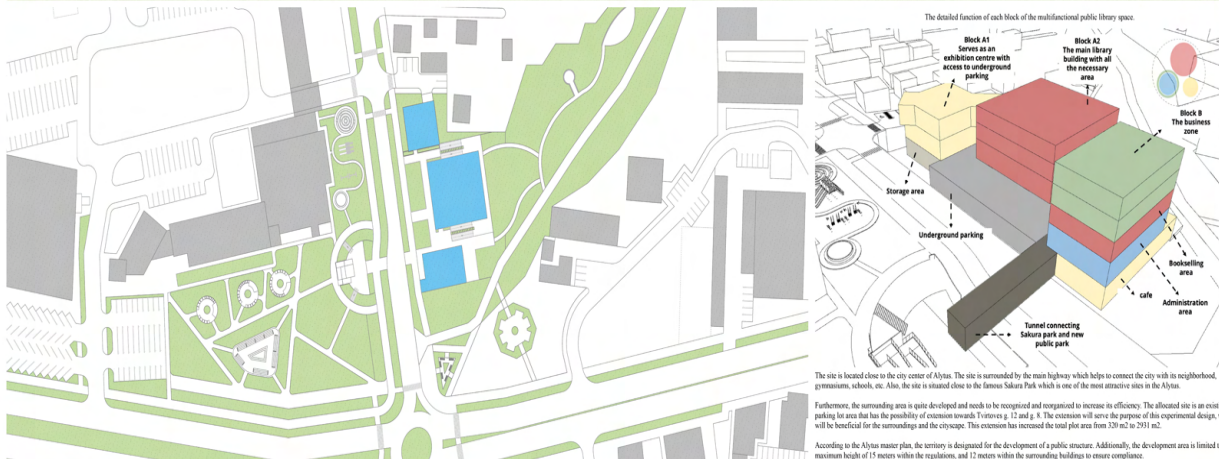 The detailed function of each block of the multifunctional public library space.
Block A1
Serves as an
exhibition centre with
access to underground
parking
Block A2
The main library
building with all
the necessary
area
Block B
The business
zone
Storage area
Underground parking
Bookselling
area
cafe
Administration
area
Tunnel connecting
Sakura park and new
public park
The site is located close to the city center of Alytus. The site is surrounded by the main highway which helps to connect the city with its neighborhood,
gymnasiums, schools, etc. Also, the site is situated close to the famous Sakura Park which is one of the most attractive sites in the Alytus.
Furthermore, the surrounding area is quite developed and needs to be recognized and reorganized to increase its efficiency. The allocated site is an exist
parking lot area that has the possibility of extension towards Tvirtoves g. 12 and g. 8. The extension will serve the purpose of this experimental design,
will be beneficial for the surroundings and the cityscape. This extension has increased the total plot area from 320 m2 to 2931 m2.
According to the Alytus master plan, the territory is designated for the development of a public structure. Additionally, the development area is limited t
maximum height of 15 meters within the regulations, and 12 meters within the surrounding buildings to ensure compliance.